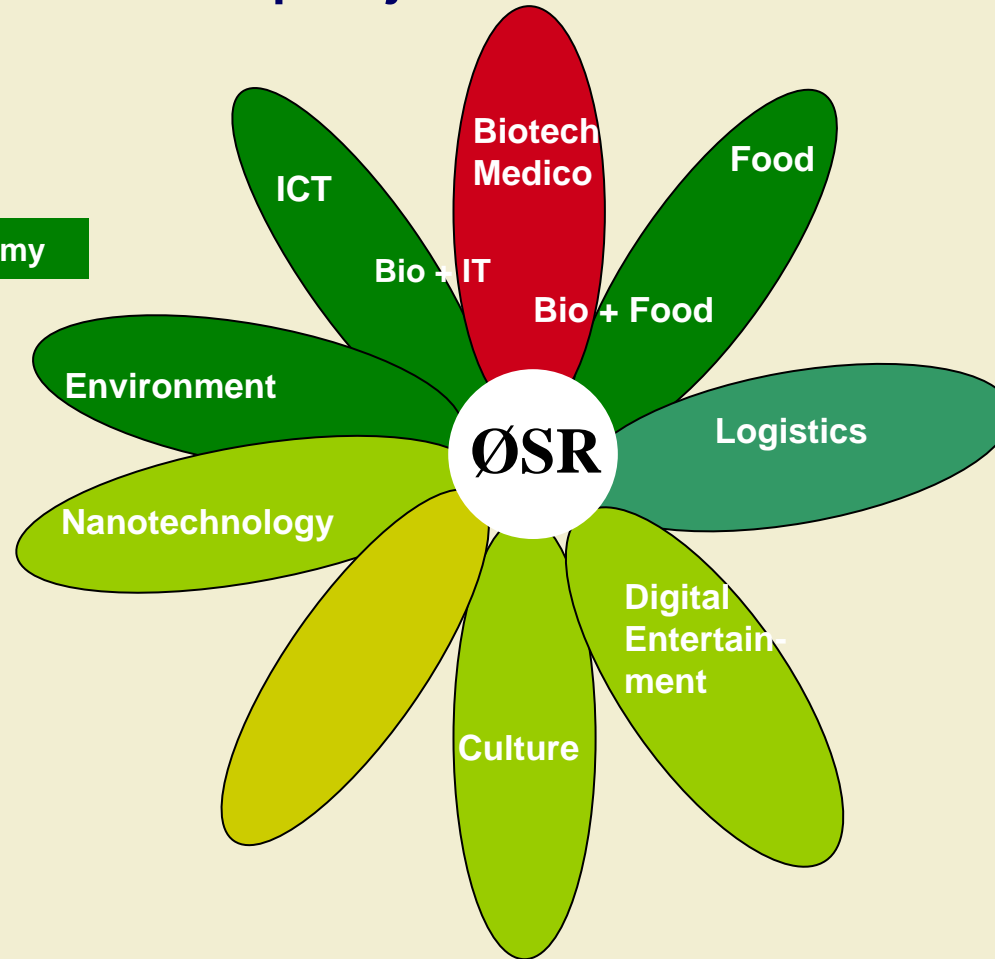 Biotech
Medico
Food
ICT
my
Bio + IT
Bio + Food
Environment
Logistics
ØSR
Nanotechnology
Digital
Entertain-
ment
Culture